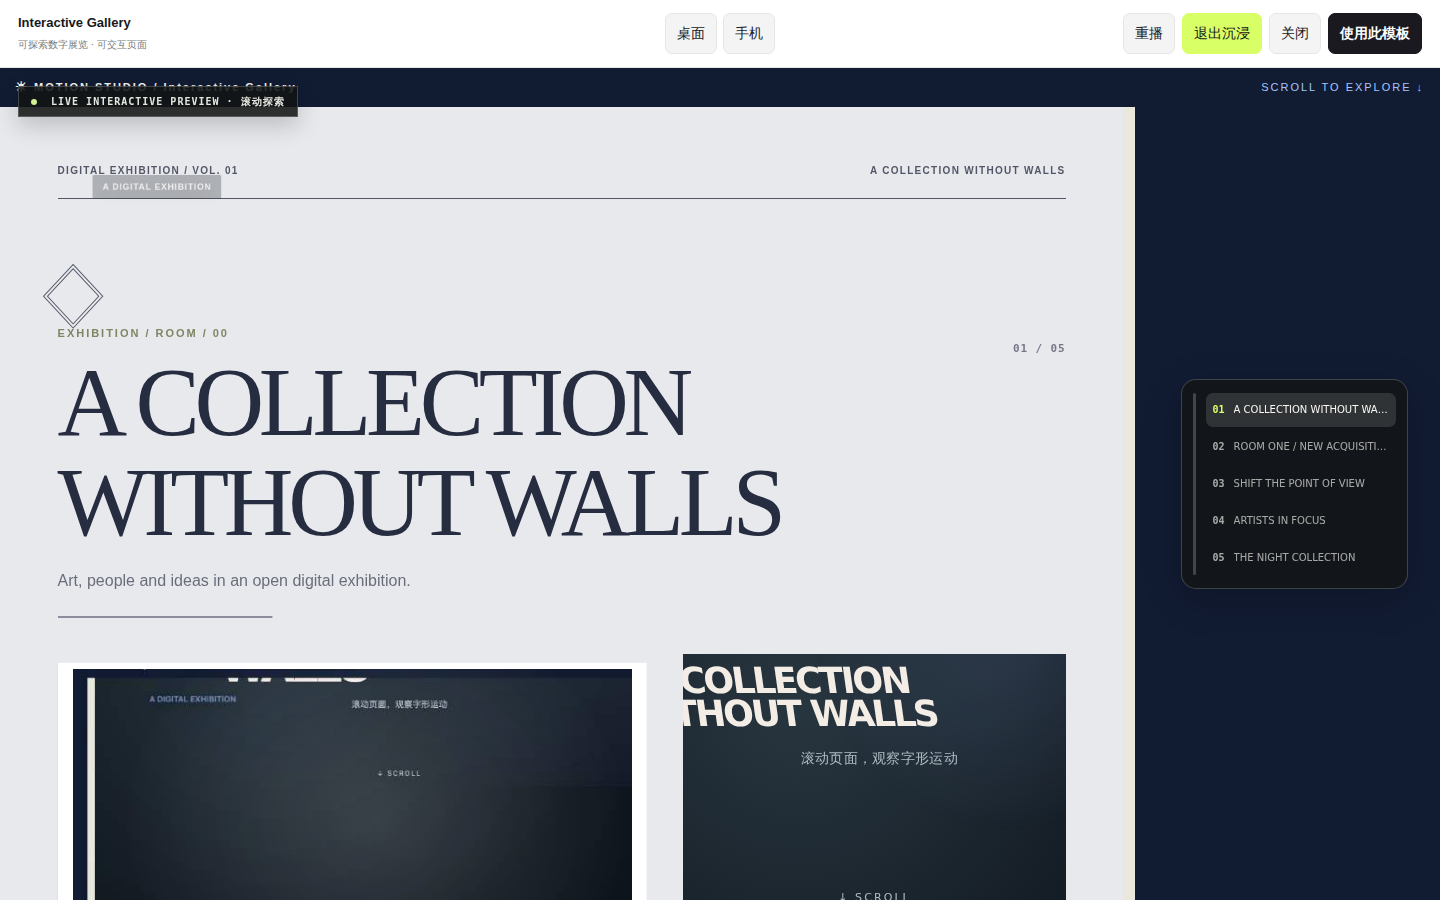 Interactive Gallery
可探索数字展览 · 可交互页面
桌面
手机
重播
退出沉浸
关闭
使用此模板
MOTION STUDIO / Interactive Gallery
SCROLL TO EXPLORE ↓
LIVE INTERACTIVE PREVIEW · 滚动探索
DIGITAL EXHIBITION / VOL. 01
A COLLECTION WITHOUT WALLS
A DIGITAL EXHIBITION
EXHIBITION / ROOM / 00
01 / 05
A COLLECTION
WITHOUT WALLS
Art, people and ideas in an open digital exhibition.
01 A COLLECTION WITHOUT WA...
02 ROOM ONE / NEW ACQUISITI...
03 SHIFT THE POINT OF VIEW
04 ARTISTS IN FOCUS
05 THE NIGHT COLLECTION
WALLS
A DIGITAL EXHIBITION
滚动页面，观察字形运动
↓ SCROLL
COLLECTION
THOUT WALLS
滚动页面，观察字形运动
↓ SCROLL